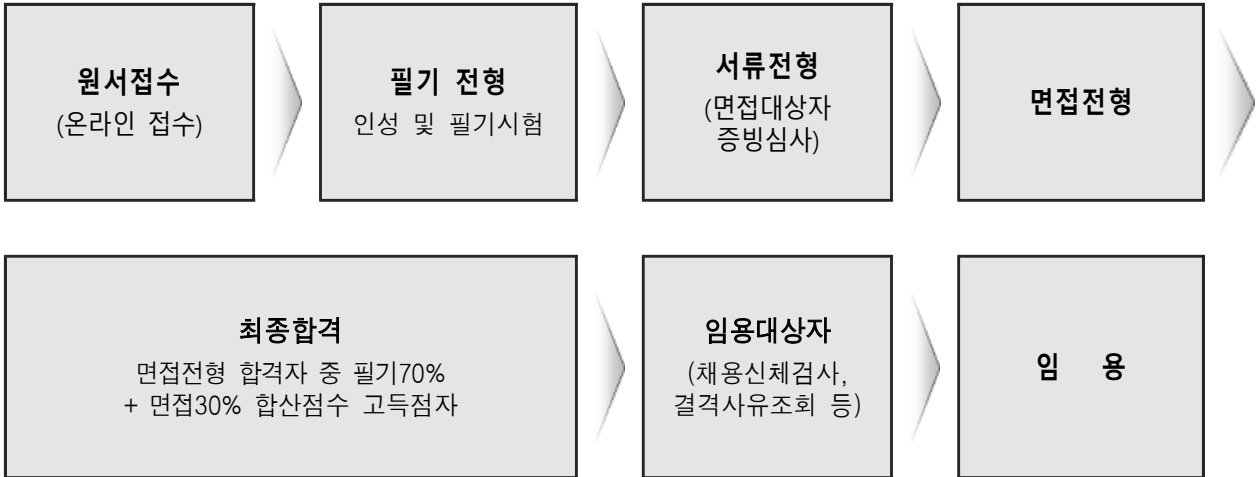 원서접수
(온라인 접수)
필기 전형
인성 및 필기시험
서류전형
(면접대상자
증빙심사)
면접전형
최종합격
면접전형 합격자 중 필기70%
+ 면접30% 합산점수 고득점자
임용대상자
(채용신체검사,
결격사유조회 등)
임 용